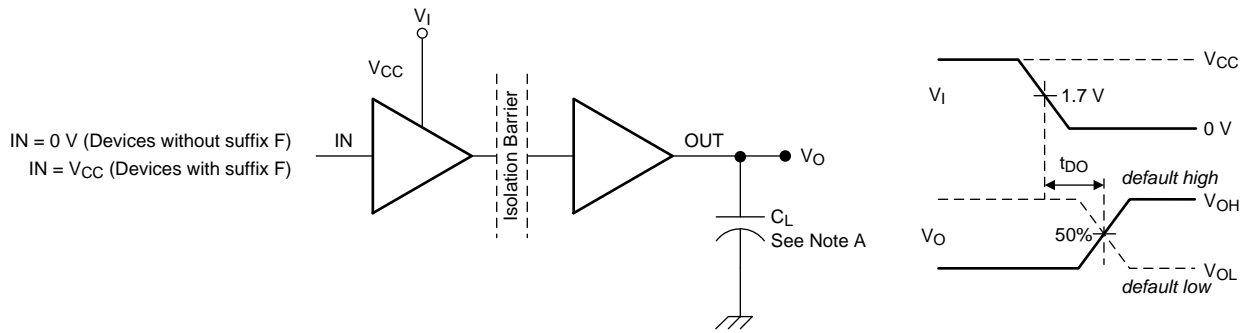 V_I
V_CC
IN = 0 V (Devices without suffix F)
IN = V_CC (Devices with suffix F)
IN
Isolation Barrier
OUT
V_O
C_L
See Note A
V_I
V_CC
1.7 V
0 V
t_DO
default high
V_OH
V_O
50%
V_OL
default low